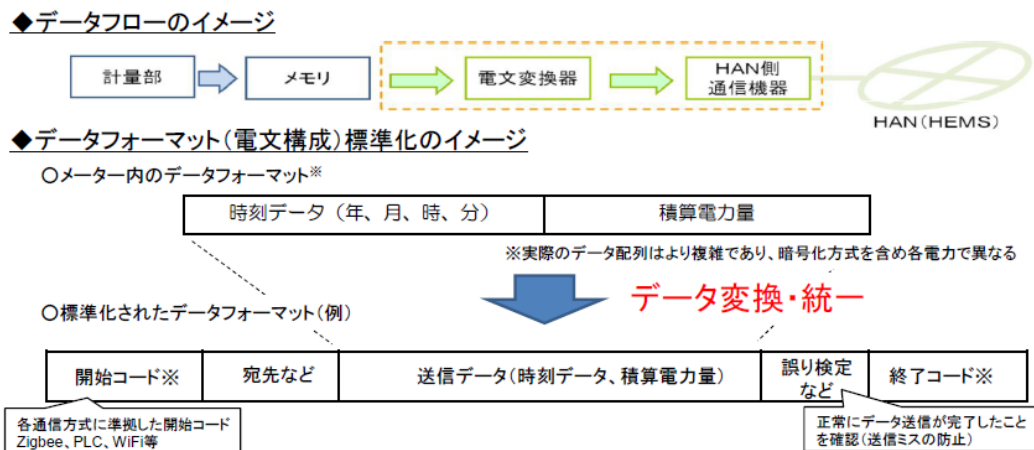 ◆データフローのイメージ
計量部
メモリ
電文変換器
HAN側
通信機器
HAN(HEMS)
◆データフォーマット(電文構成)標準化のイメージ
○メーター内のデータフォーマット※
時刻データ(年、月、時、分)
積算電力量
※実際のデータ配列はより複雑であり、暗号化方式を含め各電力で異なる
データ変換・統一
○標準化されたデータフォーマット(例)
開始コード※
宛先など
送信データ(時刻データ、積算電力量)
誤り検定
など
終了コード※
各通信方式に準拠した開始コード
Zigbee、PLC、WiFi等
正常にデータ送信が完了したこと
を確認(送信ミスの防止)